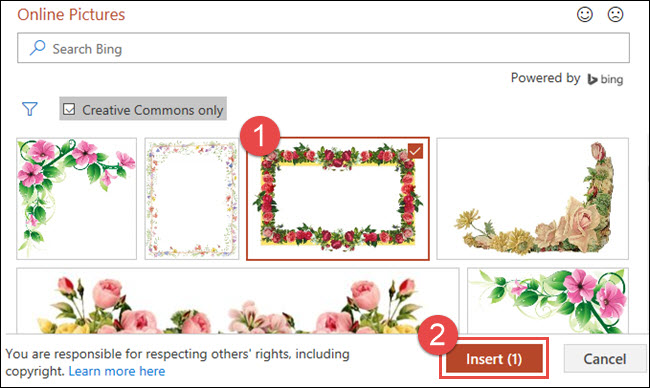 Online Pictures
Search Bing
Powered by bing
Creative Commons only
1
2
You are responsible for respecting others' rights, including
copyright. Learn more here
Insert (1)
Cancel